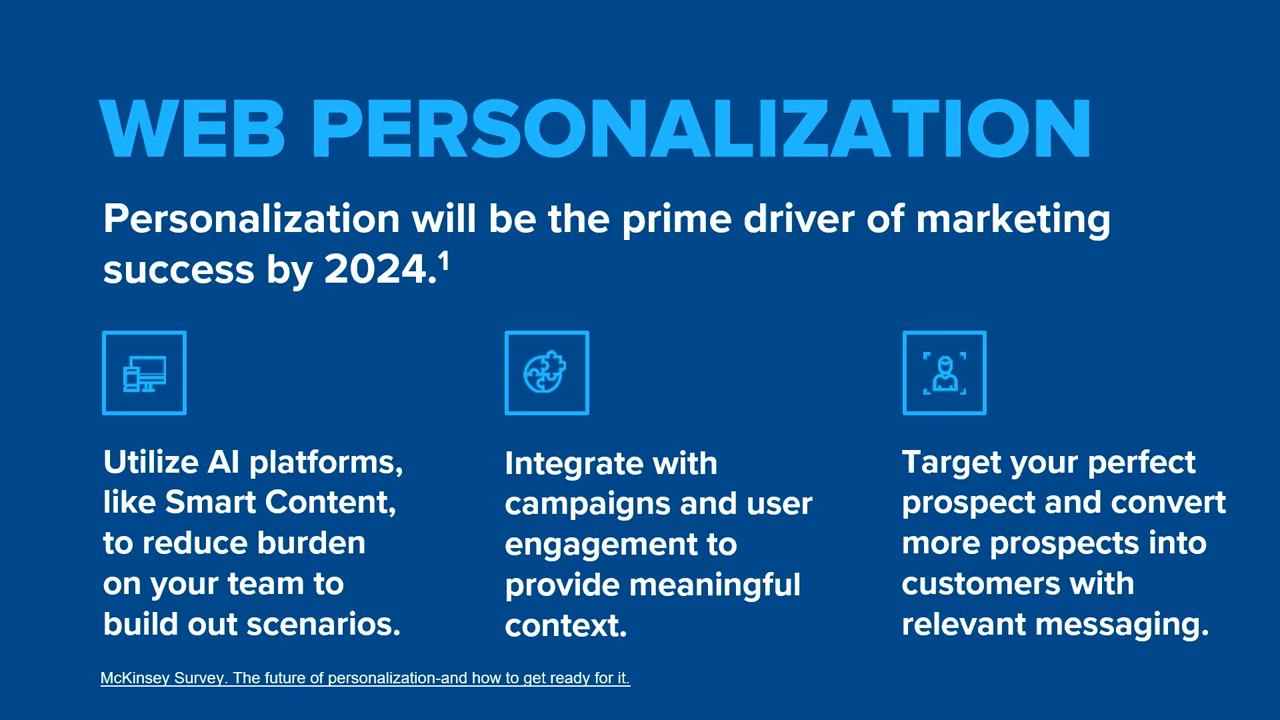 WEB PERSONALIZATION
Personalization will be the prime driver of marketing
success by 2024.¹
Utilize AI platforms,
like Smart Content,
to reduce burden
on your team to
build out scenarios.
Integrate with
campaigns and user
engagement to
provide meaningful
context.
Target your perfect
prospect and convert
more prospects into
customers with
relevant messaging.
McKinsey Survey. The future of personalization-and how to get ready for it.